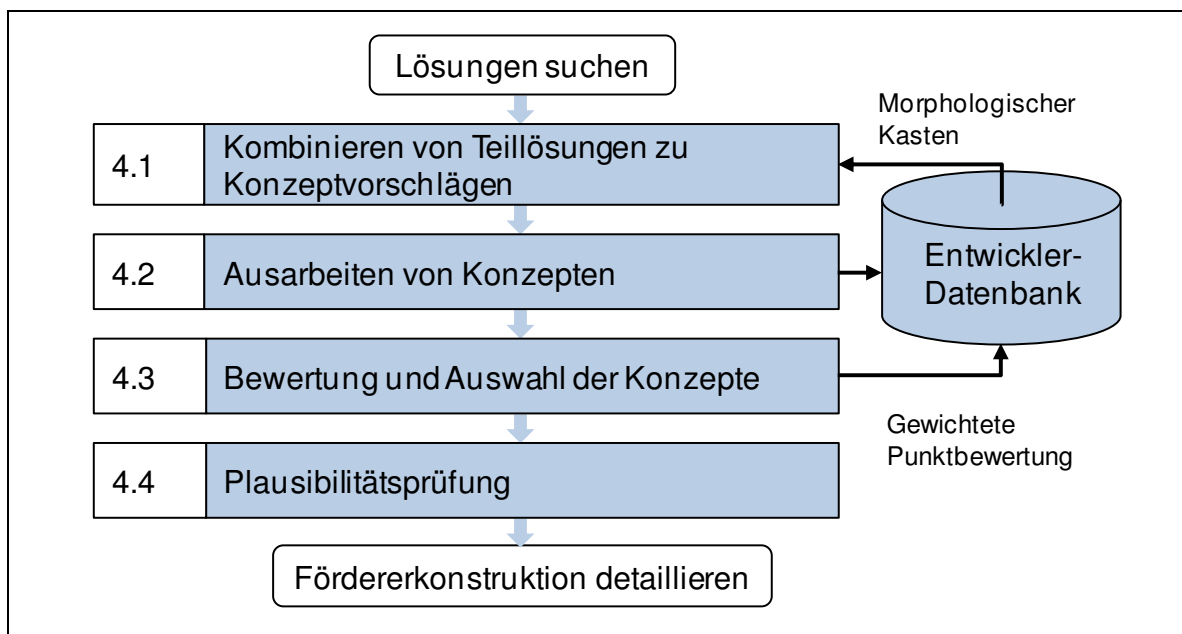 Lösungen suchen
Morphologischer
Kasten
4.1
Kombinieren von Teillösungen zu
Konzeptvorschlägen
4.2
Ausarbeiten von Konzepten
Entwickler-
Datenbank
4.3
Bewertung und Auswahl der Konzepte
Gewichtete
Punktbewertung
4.4
Plausibilitätsprüfung
Fördererkonstruktion detaillieren